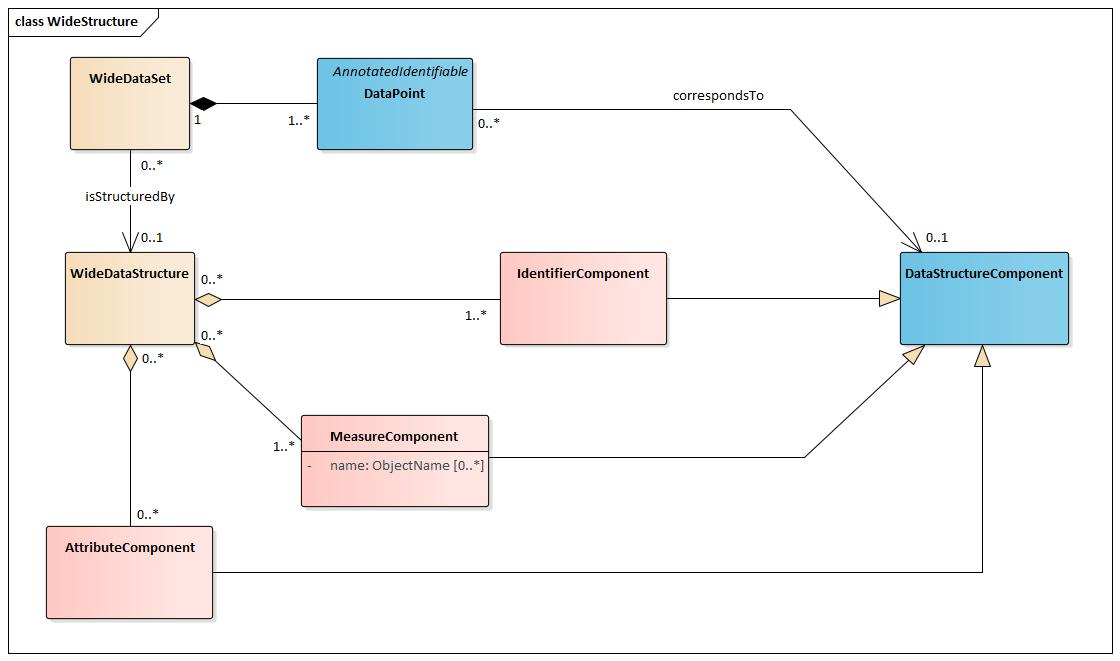 class WideStructure
WideDataSet
AnnotatedIdentifiable
DataPoint
correspondsTo
1
1..*
0..*
0..*
isStructuredBy
0..1
0..1
WideDataStructure
0..*
IdentifierComponent
DataStructureComponent
1..*
0..*
0..*
MeasureComponent
1..*
- name: ObjectName [0..*]
0..*
AttributeComponent